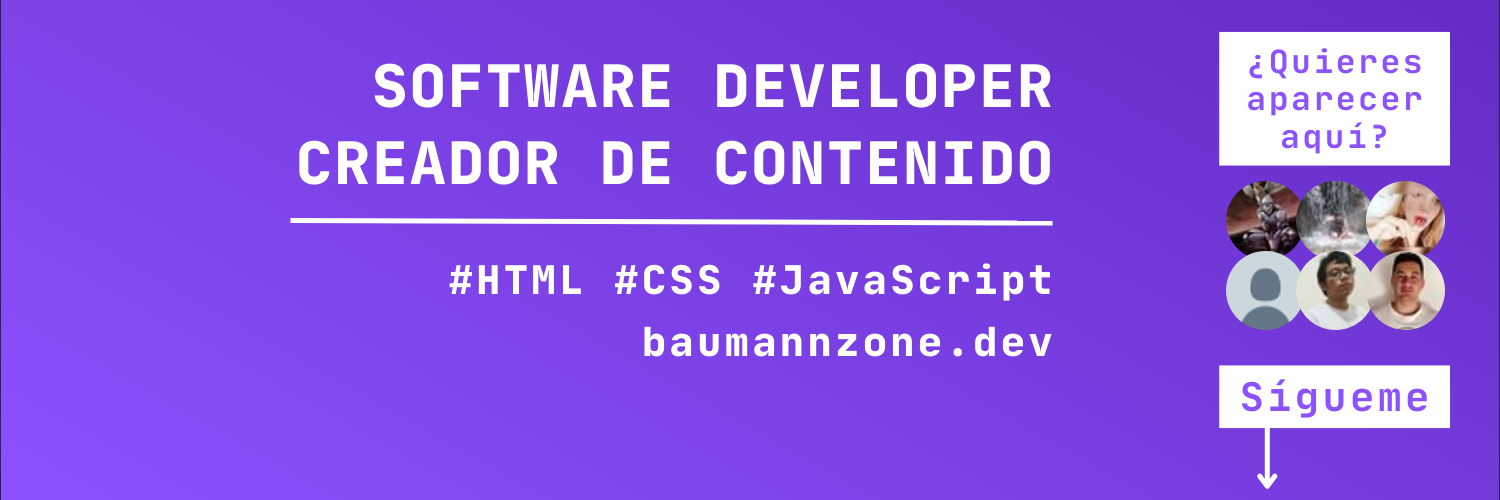 SOFTWARE DEVELOPER
CREADOR DE CONTENIDO
#HTML #CSS #JavaScript
baumannzone.dev
¿Quieres
aparecer
aquí?
Sígueme